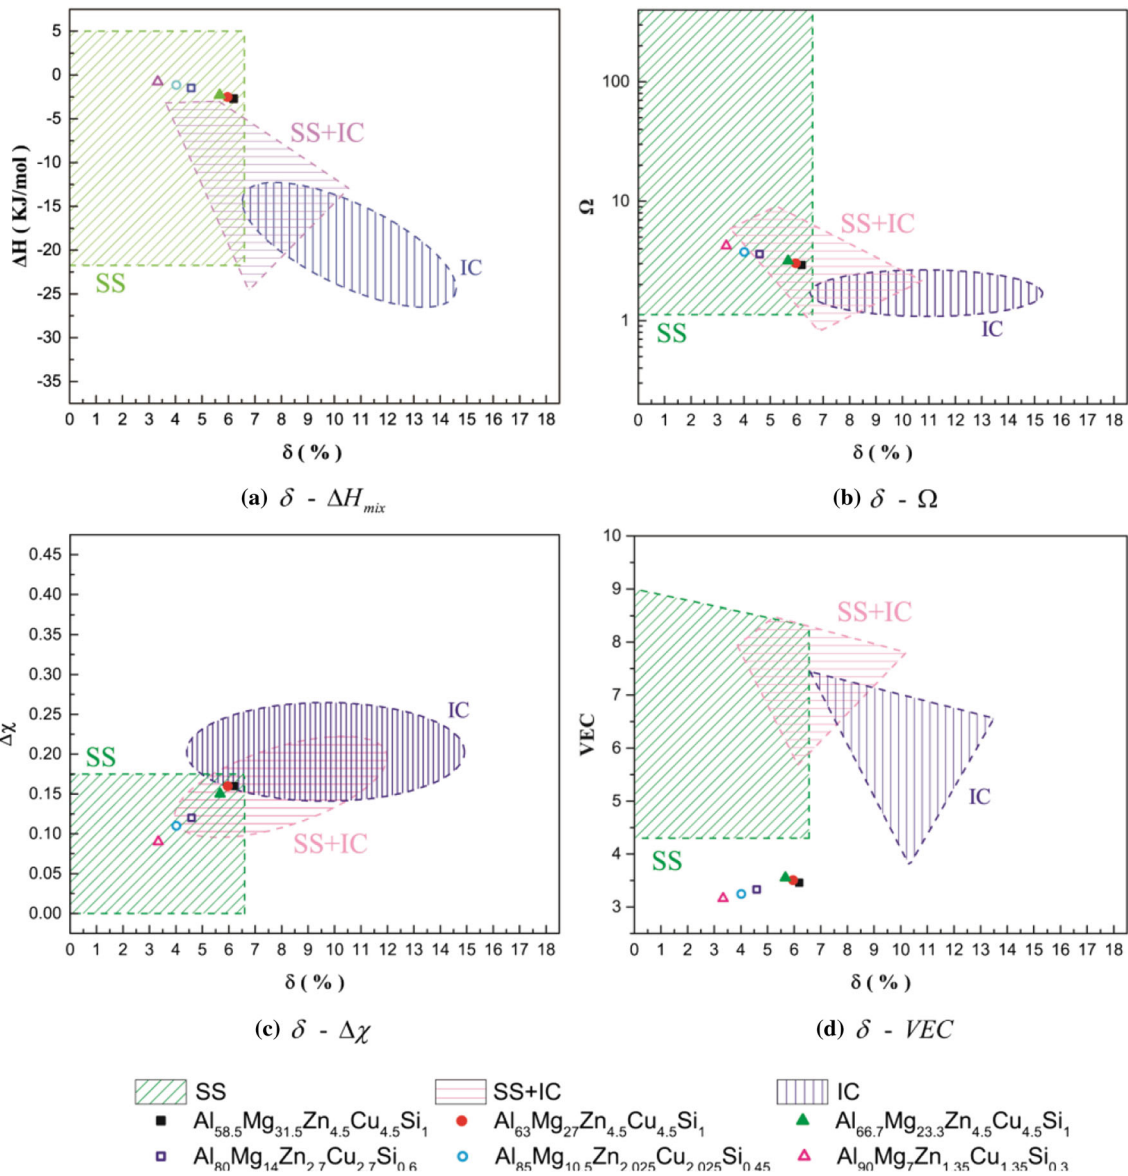 5
0
-5
-10
-15
-20
-25
-30
-35
ΔH ( KJ/mol )
SS
SS+IC
IC
0 1 2 3 4 5 6 7 8 9 10 11 12 13 14 15 16 17 18
δ ( % )
(a) δ - ΔH_mix
100
10
1
Ω
SS
SS+IC
IC
0 1 2 3 4 5 6 7 8 9 10 11 12 13 14 15 16 17 18
δ ( % )
(b) δ - Ω
0.45
0.40
0.35
0.30
0.25
0.20
0.15
0.10
0.05
0.00
Δχ
SS
IC
SS+IC
0 1 2 3 4 5 6 7 8 9 10 11 12 13 14 15 16 17 18
δ ( % )
(c) δ - Δχ
10
9
8
7
6
5
4
3
VEC
SS+IC
IC
SS
0 1 2 3 4 5 6 7 8 9 10 11 12 13 14 15 16 17 18
δ ( % )
(d) δ - VEC
SS SS+IC IC
Al58.5Mg31.5Zn4.5Cu4.5Si1 Al63Mg27Zn4.5Cu4.5Si1 Al66.7Mg23.3Zn4.5Cu4.5Si1
Al80Mg14Zn2.7Cu2.7Si0.6 Al85Mg10.5Zn2.025Cu2.025Si0.45 Al90Mg7Zn1.35Cu1.35Si0.3